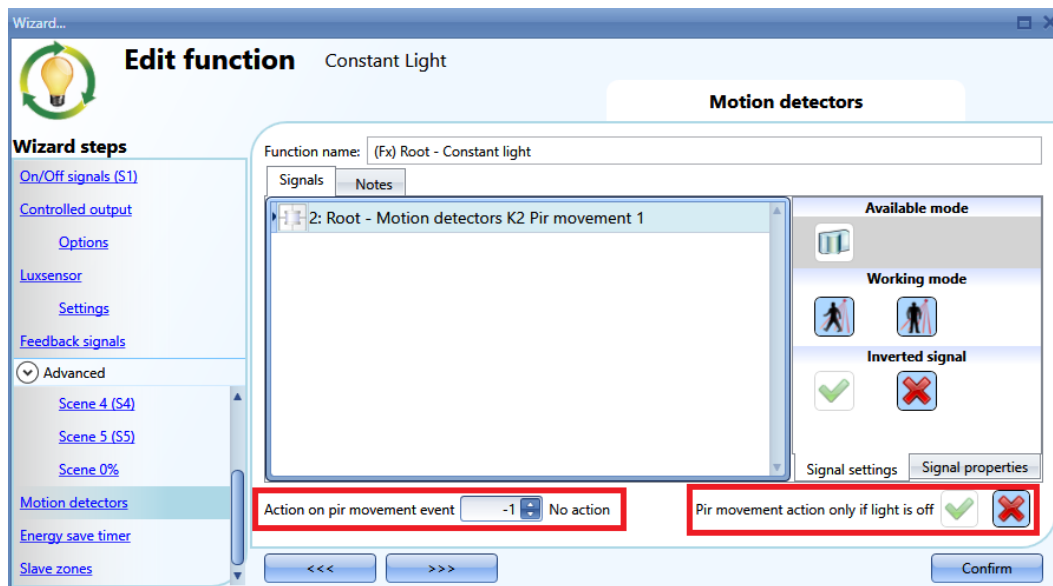 Wizard...
Edit function Constant Light
Motion detectors
Wizard steps
On/Off signals (S1)
Controlled output
Options
Luxsensor
Settings
Feedback signals
Advanced
Scene 4 (S4)
Scene 5 (S5)
Scene 0%
Motion detectors
Energy save timer
Slave zones
Function name: (Fx) Root - Constant light
Signals Notes
2: Root - Motion detectors K2 Pir movement 1
Available mode
Working mode
Inverted signal
Signal settings Signal properties
Action on pir movement event -1 No action
Pir movement action only if light is off
<<< >>> Confirm